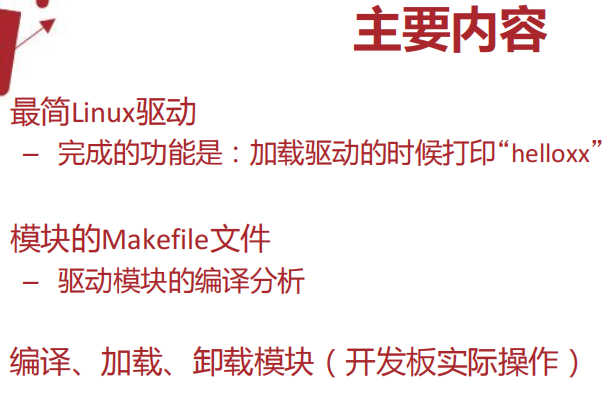 主要内容
最简Linux驱动
– 完成的功能是：加载驱动的时候打印“helloxx”
模块的Makefile文件
– 驱动模块的编译分析
编译、加载、卸载模块（开发板实际操作）